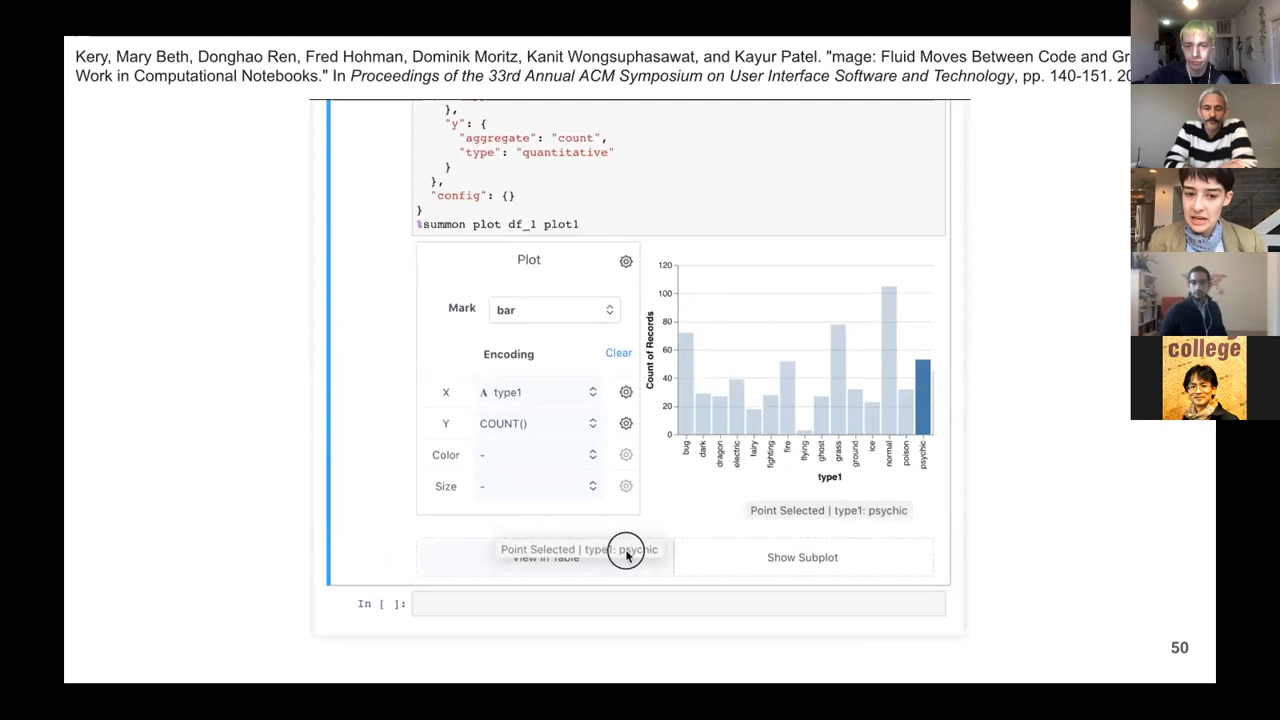 Kery, Mary Beth, Donghao Ren, Fred Hohman, Dominik Moritz, Kanit Wongsuphasawat, and Kayur Patel. "mage: Fluid Moves Between Code and
Work in Computational Notebooks." In Proceedings of the 33rd Annual ACM Symposium on User Interface Software and Technology, pp. 140-151.
},
"y": {
"aggregate": "count",
"type": "quantitative"
}
},
"config": {}
}
%summon plot df_1 plot1
Plot
Mark
bar
Encoding
Clear
X
A type1
Y
COUNT()
Color
-
Size
-
Count of Records
120
100
80
60
40
20
0
bug
dark
dragon
electric
fairy
fighting
fire
flying
ghost
grass
ground
ice
normal
poison
psychic
type1
Point Selected | type1: psychic
Point Selected | type1: psychic
View in Table
Show Subplot
In [ ]:
50
college